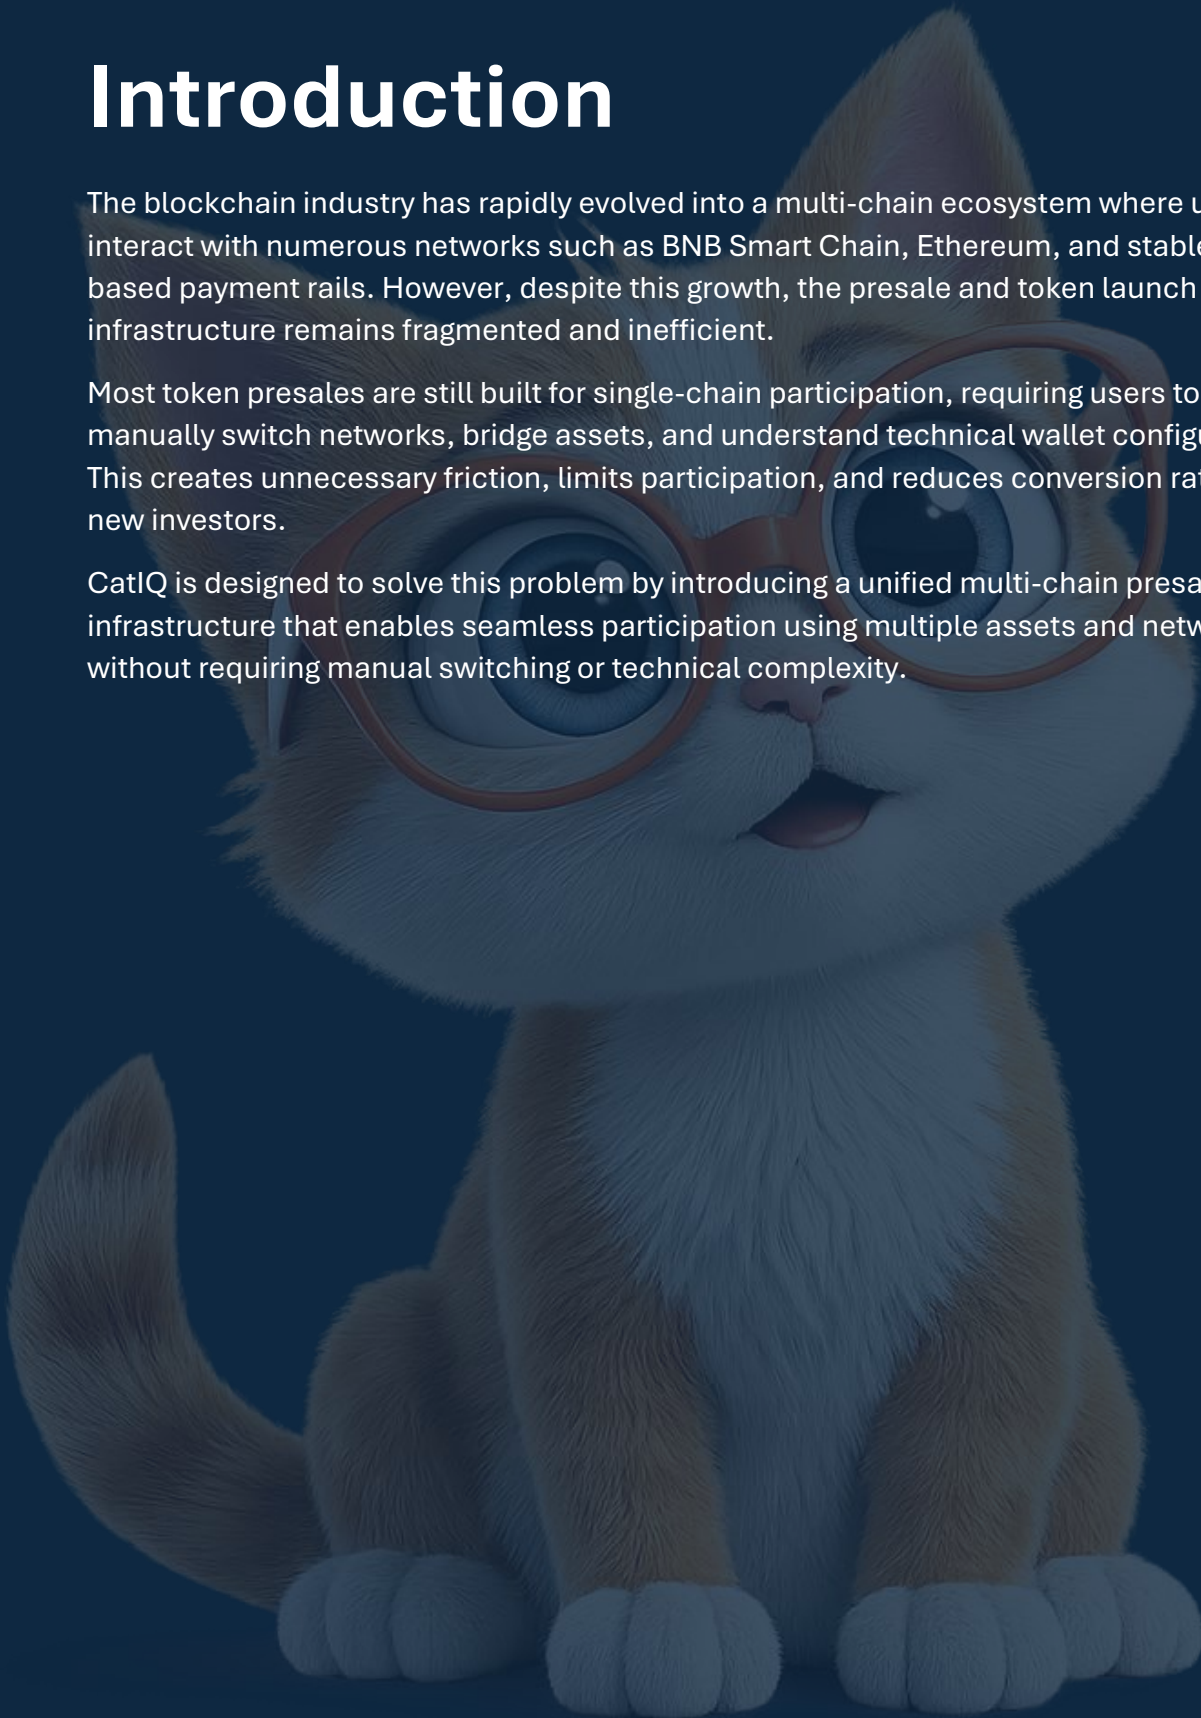 Introduction
The blockchain industry has rapidly evolved into a multi-chain ecosystem where
interact with numerous networks such as BNB Smart Chain, Ethereum, and
based payment rails. However, despite this growth, the presale and token launch
infrastructure remains fragmented and inefficient.
Most token presales are still built for single-chain participation, requiring users to
manually switch networks, bridge assets, and understand technical wallet
This creates unnecessary friction, limits participation, and reduces conversion
new investors.
CatIQ is designed to solve this problem by introducing a unified multi-chain
infrastructure that enables seamless participation using multiple assets and
without requiring manual switching or technical complexity.